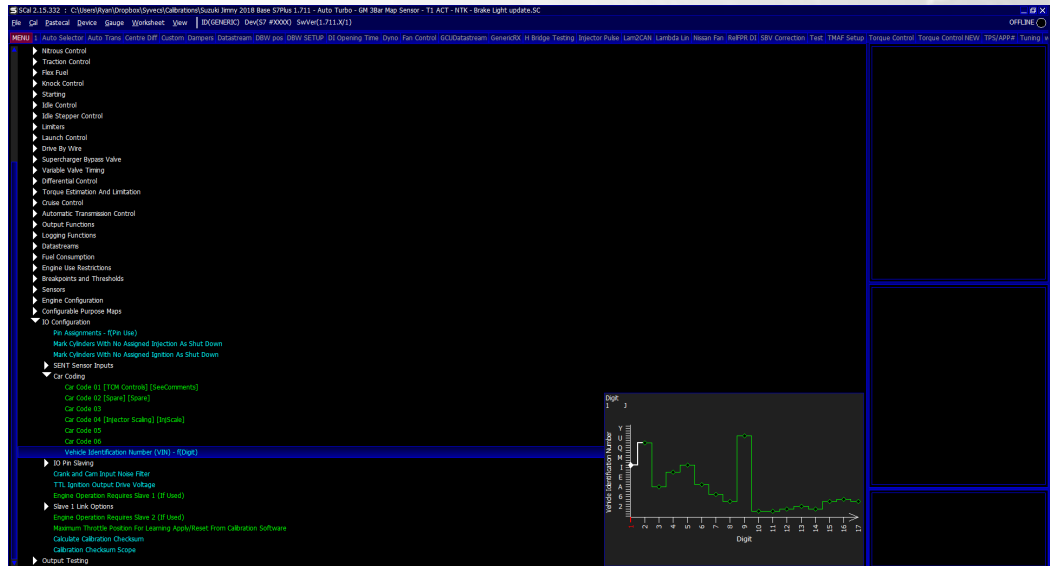 SCal 2.15.332 : C:\Users\Ryan\Dropbox\Syvecs\Calibrations\Suzuki Jimny 2018 Base S7Plus 1.711 - Auto Turbo - GM 3Bar Map Sensor - T1 ACT - NTK - Brake Light update.SC
File Cal Pastecal Device Gauge Worksheet View ID(GENERIC) Dev(S7 #XXXX) SwVer(1.711.X/1) OFFLINE
MENU 1 Auto Selector Auto Trans Centre Diff Custom Dampers Datastream DBW pos DBW SETUP DI Opening Time Dyno Fan Control GCUDatastream GenericRX H Bridge Testing Injector Pulse Lam2CAN Lambda Lin Nissan Fan RelFPR DI SBV Correction Test TMAF Setup Torque Control Torque Control NEW TPS/APP# Tuning
Nitrous Control
Traction Control
Flex Fuel
Knock Control
Starting
Idle Control
Idle Stepper Control
Limiters
Launch Control
Drive By Wire
Supercharger Bypass Valve
Variable Valve Timing
Differential Control
Torque Estimation And Limitation
Cruise Control
Automatic Transmission Control
Output Functions
Logging Functions
Datastreams
Fuel Consumption
Engine Use Restrictions
Breakpoints and Thresholds
Sensors
Engine Configuration
Configurable Purpose Maps
IO Configuration
Pin Assignments - f(Pin Use)
Mark Cylinders With No Assigned Injection As Shut Down
Mark Cylinders With No Assigned Ignition As Shut Down
SENT Sensor Inputs
Car Coding
Car Code 01 [TCM Controls] [SeeComments]
Car Code 02 [Spare] [Spare]
Car Code 03
Car Code 04 [Injector Scaling] [InjScale]
Car Code 05
Car Code 06
Vehicle Identification Number (VIN) - f(Digit)
IO Pin Slaving
Crank and Cam Input Noise Filter
TTL Ignition Output Drive Voltage
Engine Operation Requires Slave 1 (If Used)
Slave 1 Link Options
Engine Operation Requires Slave 2 (If Used)
Maximum Throttle Position For Learning Apply/Reset From Calibration Software
Calculate Calibration Checksum
Calibration Checksum Scope
Output Testing
Digit
1 J
Vehicle Identification Number
Y
U
Q
M
I
E
A
6
2
1 2 3 4 5 6 7 8 9 10 11 12 13 14 15 16 17
Digit